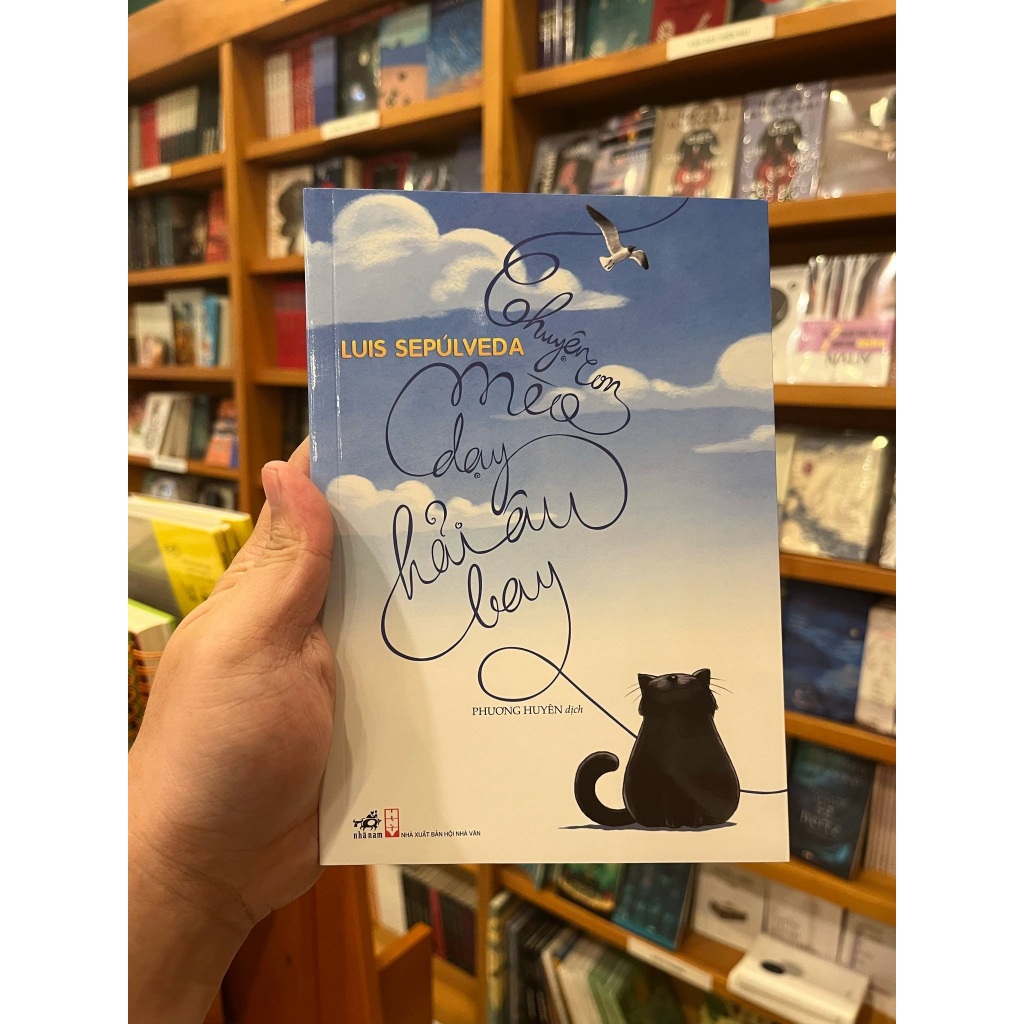 LUIS SEPÚLVEDA
Chuyện con
mèo
dạy
hải âu
bay
PHƯƠNG HUYÊN dịch
nhã nam
NHÀ XUẤT BẢN HỘI NHÀ VĂN